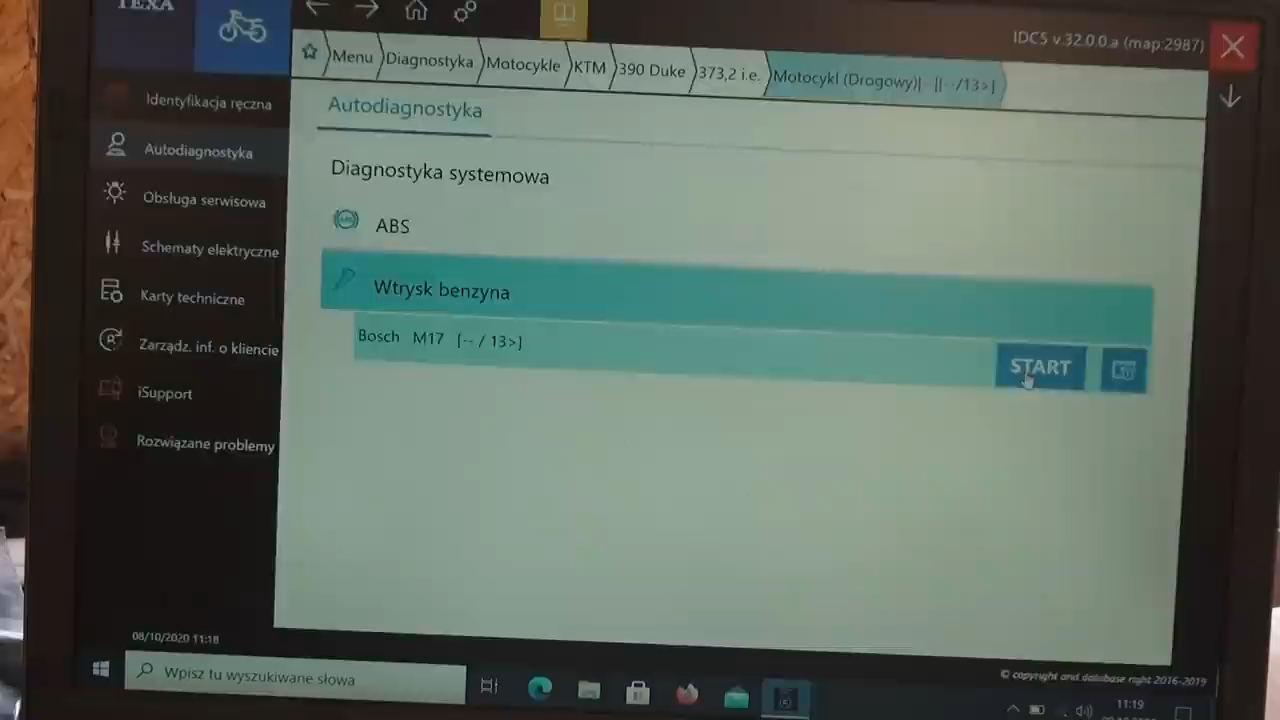 TEXA
IDC5 v.32.0.0.a (map:2987)
Menu Diagnostyka Motocykle KTM 390 Duke 373,2 i.e. Motocykl (Drogowy)|--||--/13>|
Identyfikacja ręczna
Autodiagnostyka
Obsługa serwisowa
Schematy elektryczne
Karty techniczne
Zarządz. inf. o kliencie
iSupport
Rozwiązane problemy
Autodiagnostyka
Diagnostyka systemowa
ABS
Wtrysk benzyna
Bosch M17 [-- / 13>]
START
08/10/2020 11:18
© copyright and database right 2016-2019
Wpisz tu wyszukiwane słowa
11:19